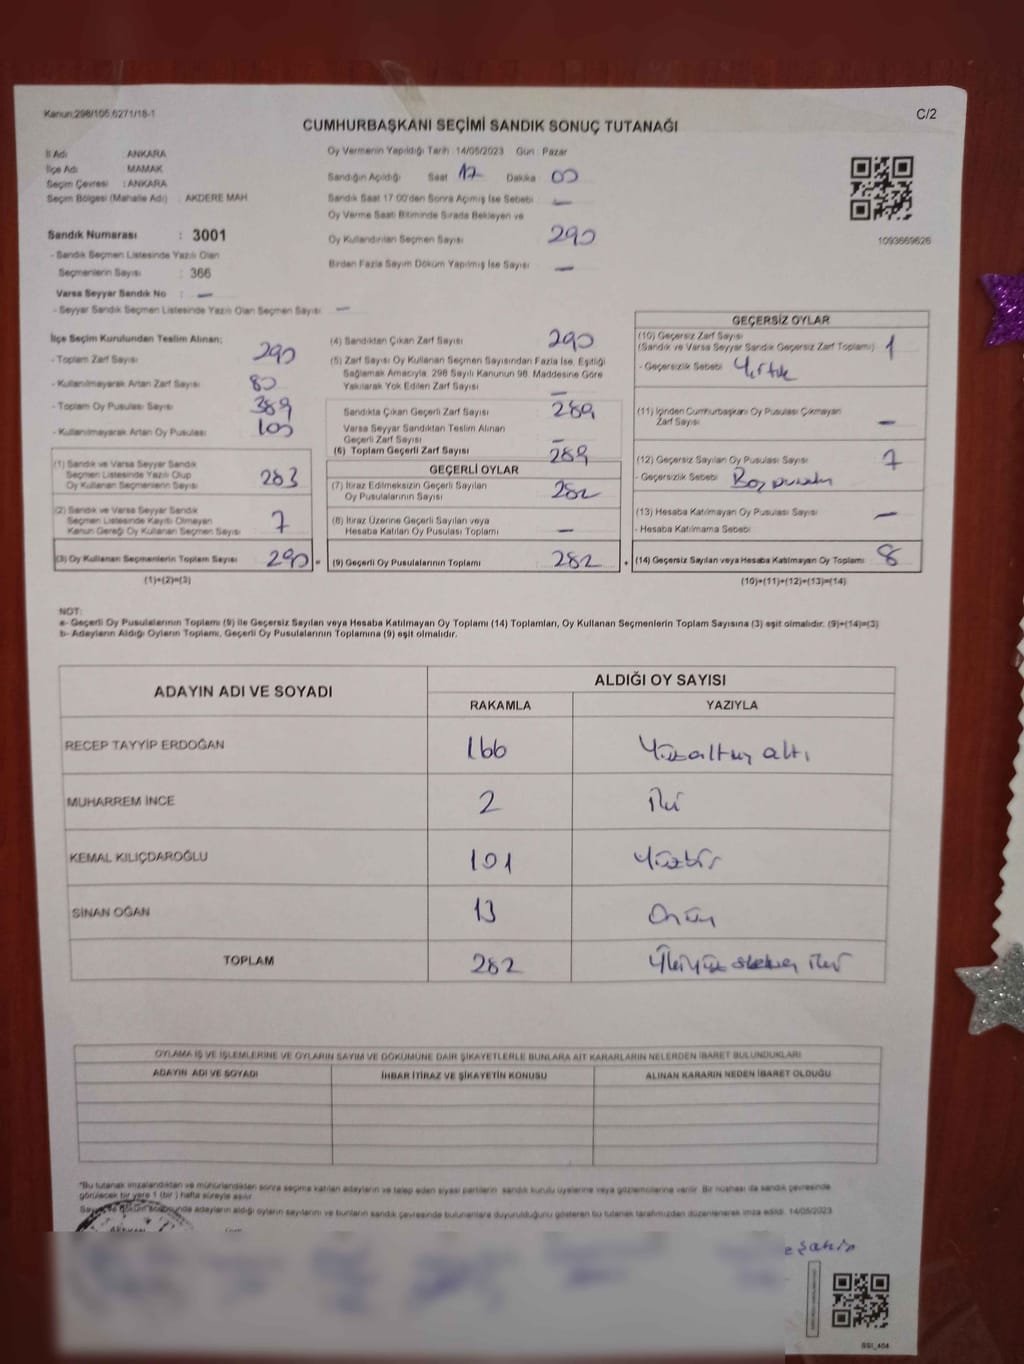 Kanun:298/105,6271/18-1
C/2
CUMHURBAŞKANI SEÇİMİ SANDIK SONUÇ TUTANAĞI
İl Adı : ANKARA
İlçe Adı : MAMAK
Seçim Çevresi : ANKARA
Seçim Bölgesi (Mahalle Adı) : AKDERE MAH
Sandık Numarası : 3001
- Sandık Seçmen Listesinde Yazılı Olan
Seçmenlerin Sayısı : 366
Varsa Seyyar Sandık No : —
- Seyyar Sandık Seçmen Listesinde Yazılı Olan Seçmen Sayısı —
Oy Vermenin Yapıldığı Tarih : 14/05/2023 Gün : Pazar
Sandığın Açıldığı Saat 17 Dakika 00
Sandık Saat 17:00'den Sonra Açılmış İse Sebebi —
Oy Verme Saati Bitiminde Sırada Bekleyen ve
Oy Kullandırılan Seçmen Sayısı 290
Birden Fazla Sayım Döküm Yapılmış İse Sayısı —
1093669626
İlçe Seçim Kurulundan Teslim Alınan;
- Toplam Zarf Sayısı 290
- Kullanılmayarak Artan Zarf Sayısı 80
- Toplam Oy Pusulası Sayısı 389
- Kullanılmayarak Artan Oy Pusulası
(1) Sandık ve Varsa Seyyar Sandık
Seçmen Listesinde Yazılı Olup
Oy Kullanan Seçmenlerin Sayısı 283
(2) Sandık ve Varsa Seyyar Sandık
Seçmen Listesinde Kayıtlı Olmayan
Kanun Gereği Oy Kullanan Seçmen Sayısı 7
(3) Oy Kullanan Seçmenlerin Toplam Sayısı 290 =
(1)+(2)=(3)
(4) Sandıktan Çıkan Zarf Sayısı 290
(5) Zarf Sayısı Oy Kullanan Seçmen Sayısından Fazla İse, Eşitliği
Sağlamak Amacıyla, 298 Sayılı Kanunun 98. Maddesine Göre
Yakılarak Yok Edilen Zarf Sayısı —
Sandıkta Çıkan Geçerli Zarf Sayısı 289
Varsa Seyyar Sandıktan Teslim Alınan
Geçerli Zarf Sayısı —
(6) Toplam Geçerli Zarf Sayısı 289
GEÇERLİ OYLAR
(7) İtiraz Edilmeksizin Geçerli Sayılan
Oy Pusulalarının Sayısı 282
(8) İtiraz Üzerine Geçerli Sayılan veya
Hesaba Katılan Oy Pusulası Toplamı —
(9) Geçerli Oy Pusulalarının Toplamı 282 +
GEÇERSİZ OYLAR
(10) Geçersiz Zarf Sayısı
(Sandık ve Varsa Seyyar Sandık Geçersiz Zarf Toplamı) 1
- Geçersizlik Sebebi Yırtık
(11) İçinden Cumhurbaşkanı Oy Pusulası Çıkmayan
Zarf Sayısı —
(12) Geçersiz Sayılan Oy Pusulası Sayısı 7
- Geçersizlik Sebebi
(13) Hesaba Katılmayan Oy Pusulası Sayısı —
- Hesaba Katılmama Sebebi
(14) Geçersiz Sayılan veya Hesaba Katılmayan Oy Toplamı 8
(10)+(11)+(12)+(13)=(14)
NOT:
a- Geçerli Oy Pusulalarının Toplamı (9) ile Geçersiz Sayılan veya Hesaba Katılmayan Oy Toplamı (14) Toplamları, Oy Kullanan Seçmenlerin Toplam Sayısına (3) eşit olmalıdır. (9)+(14)=(3)
b- Adayların Aldığı Oyların Toplamı, Geçerli Oy Pusulalarının Toplamına (9) eşit olmalıdır.
ADAYIN ADI VE SOYADI
ALDIĞI OY SAYISI
RAKAMLA YAZIYLA
RECEP TAYYİP ERDOĞAN 166 Yüzaltmış altı
MUHARREM İNCE 2 İki
KEMAL KILIÇDAROĞLU 101 Yüzbir
SİNAN OĞAN 13 Onüç
TOPLAM 282 İkiyüz seksen iki
OYLAMA İŞ VE İŞLEMLERİNE VE OYLARIN SAYIM VE DÖKÜMÜNE DAİR ŞİKAYETLERLE BUNLARA AİT KARARLARIN NELERDEN İBARET BULUNDUKLARI
ADAYIN ADI VE SOYADI İHBAR İTİRAZ VE ŞİKAYETİN KONUSU ALINAN KARARIN NEDEN İBARET OLDUĞU
*Bu tutanak imzalandıktan ve mühürlendikten sonra seçime katılan adayların ve talep eden siyasi partilerin sandık kurulu üyelerine veya gözlemcilerine verilir. Bir nüshası da sandık çevresinde
görülecek bir yere 1 (bir) hafta süreyle asılır.
adayların aldığı oyların sayılarını ve bunların sandık çevresinde bulunanlara duyurulduğunu gösteren bu tutanak tarafımızdan düzenlenerek imza edildi. 14/05/2023
SSI_404